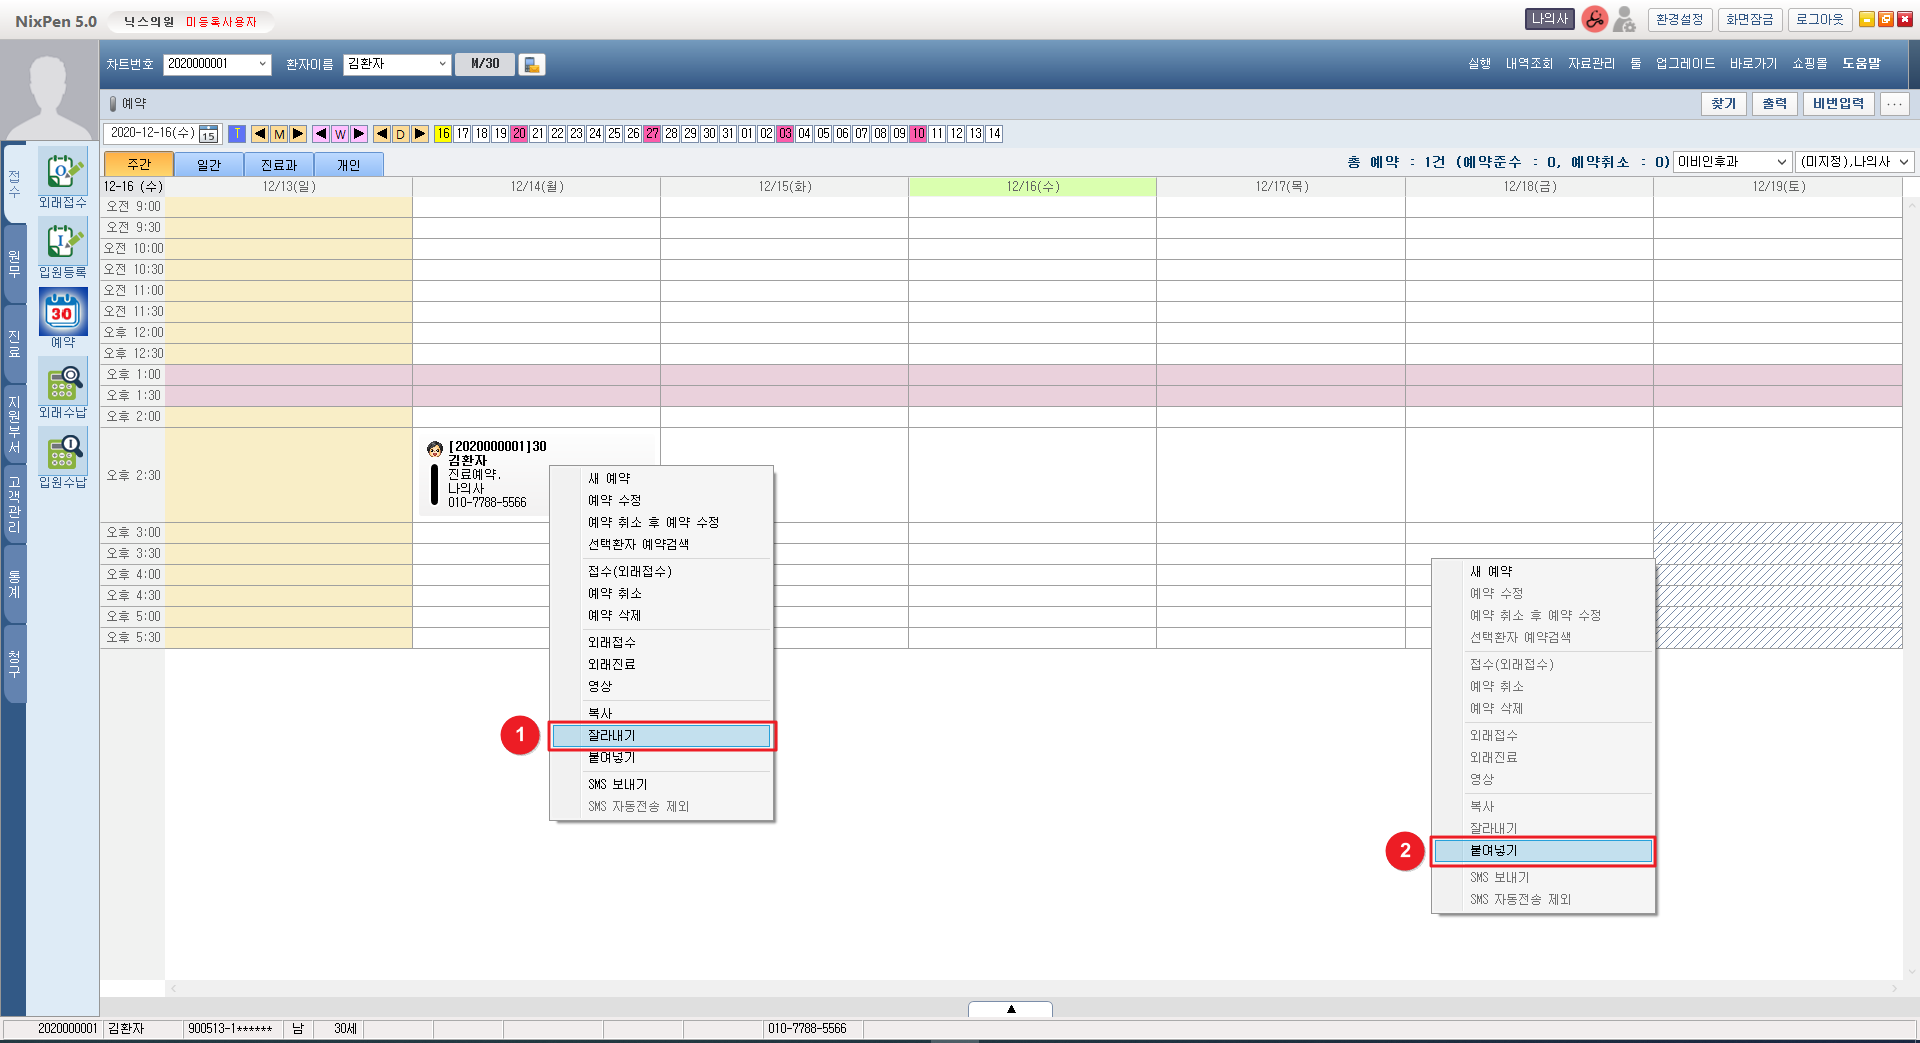 NixPen 5.0 닉스의원 미등록사용자
나의사 환경설정 화면잠금 로그아웃
차트번호 2020000001 환자이름 김환자 M/30
실행 내역조회 자료관리 툴 업그레이드 바로가기 쇼핑몰 도움말
예약
찾기 출력 비번입력 ...
2020-12-16(수) 15 T ◀ M ▶ ◀ W ▶ ◀ D ▶ 16 17 18 19 20 21 22 23 24 25 26 27 28 29 30 31 01 02 03 04 05 06 07 08 09 10 11 12 13 14
주간 일간 진료과 개인
총 예약 : 1건 (예약준수 : 0, 예약취소 : 0) 이비인후과 (미지정),나의사
12-16 (수) 12/13(일) 12/14(월) 12/15(화) 12/16(수) 12/17(목) 12/18(금) 12/19(토)
오전 9:00
오전 9:30
오전 10:00
오전 10:30
오전 11:00
오전 11:30
오후 12:00
오후 12:30
오후 1:00
오후 1:30
오후 2:00
오후 2:30
오후 3:00
오후 3:30
오후 4:00
오후 4:30
오후 5:00
오후 5:30
접수
원무
진료
지원부서
고객관리
통계
청구
외래접수
입원등록
30
예약
외래수납
입원수납
[2020000001]30
김환자
진료예약.
나의사
010-7788-5566
새 예약
예약 수정
예약 취소 후 예약 수정
선택환자 예약검색
접수(외래접수)
예약 취소
예약 삭제
외래접수
외래진료
영상
복사
1 잘라내기
붙여넣기
SMS 보내기
SMS 자동전송 제외
새 예약
예약 수정
예약 취소 후 예약 수정
선택환자 예약검색
접수(외래접수)
예약 취소
예약 삭제
외래접수
외래진료
영상
복사
잘라내기
2 붙여넣기
SMS 보내기
SMS 자동전송 제외
▲
2020000001 김환자 900513-1****** 남 30세 010-7788-5566